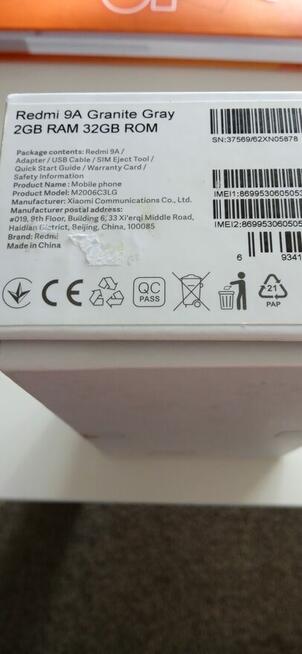 Redmi 9A Granite Gray
2GB RAM 32GB ROM
Package contents: Redmi 9A /
Adapter / USB Cable / SIM Eject Tool /
Quick Start Guide / Warranty Card /
Safety Information
Product Name: Mobile phone
Product Model: M2006C3LG
Manufacturer: Xiaomi Communications Co., Ltd.
Manufacturer postal address:
#019, 9th Floor, Building 6, 33 Xi'erqi Middle Road,
Haidian District, Beijing, China, 100085
Brand: Redmi
Made in China
SN:37569/62XN05878
IMEI1:869953060505
IMEI2:869953060505
6 9341
CE
QC
PASS
21
PAP